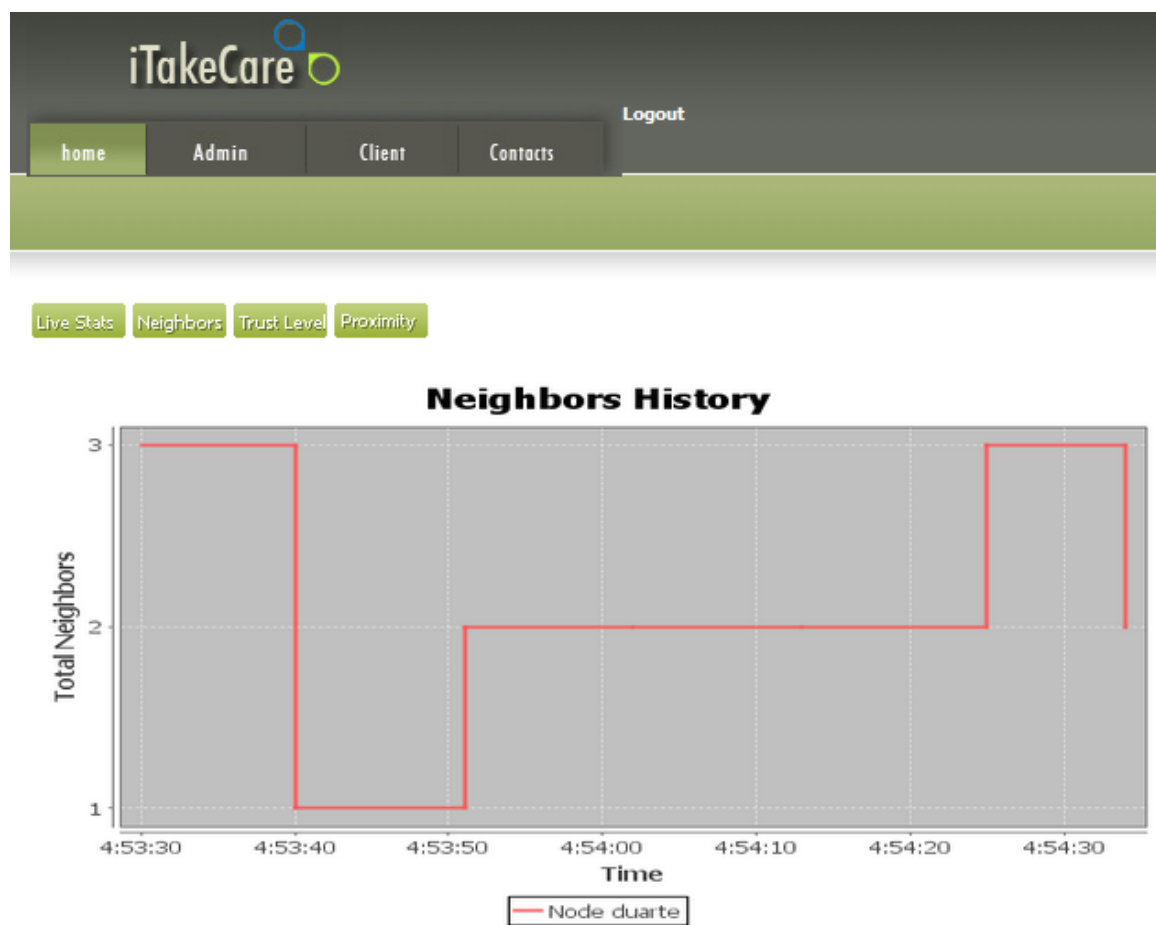 iTakeCare
Logout
home Admin Client Contacts
Live Stats Neighbors Trust Level Proximity
Neighbors History
3
2
1
Total Neighbors
4:53:30 4:53:40 4:53:50 4:54:00 4:54:10 4:54:20 4:54:30
Time
Node duarte